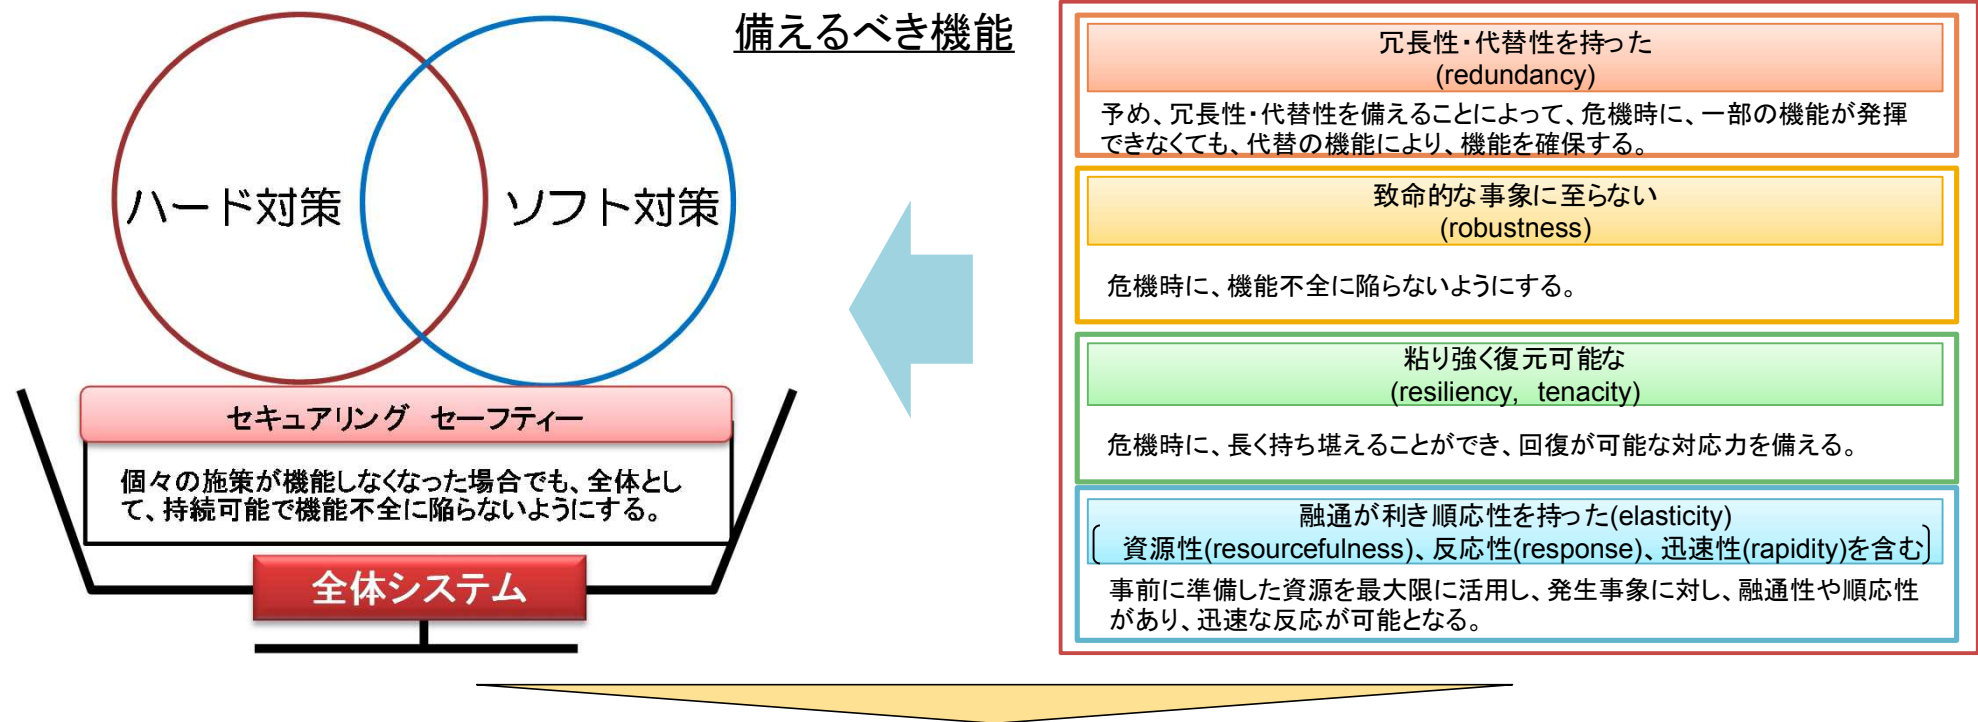 備えるべき機能
ハード対策
ソフト対策
セキュアリング　セーフティー
個々の施策が機能しなくなった場合でも、全体とし
て、持続可能で機能不全に陥らないようにする。
全体システム
冗長性・代替性を持った
(redundancy)
予め、冗長性・代替性を備えることによって、危機時に、一部の機能が発揮
できなくても、代替の機能により、機能を確保する。
致命的な事象に至らない
(robustness)
危機時に、機能不全に陥らないようにする。
粘り強く復元可能な
(resiliency, tenacity)
危機時に、長く持ち堪えることができ、回復が可能な対応力を備える。
融通が利き順応性を持った(elasticity)
資源性(resourcefulness)、反応性(response)、迅速性(rapidity)を含む
事前に準備した資源を最大限に活用し、発生事象に対し、融通性や順応性
があり、迅速な反応が可能となる。